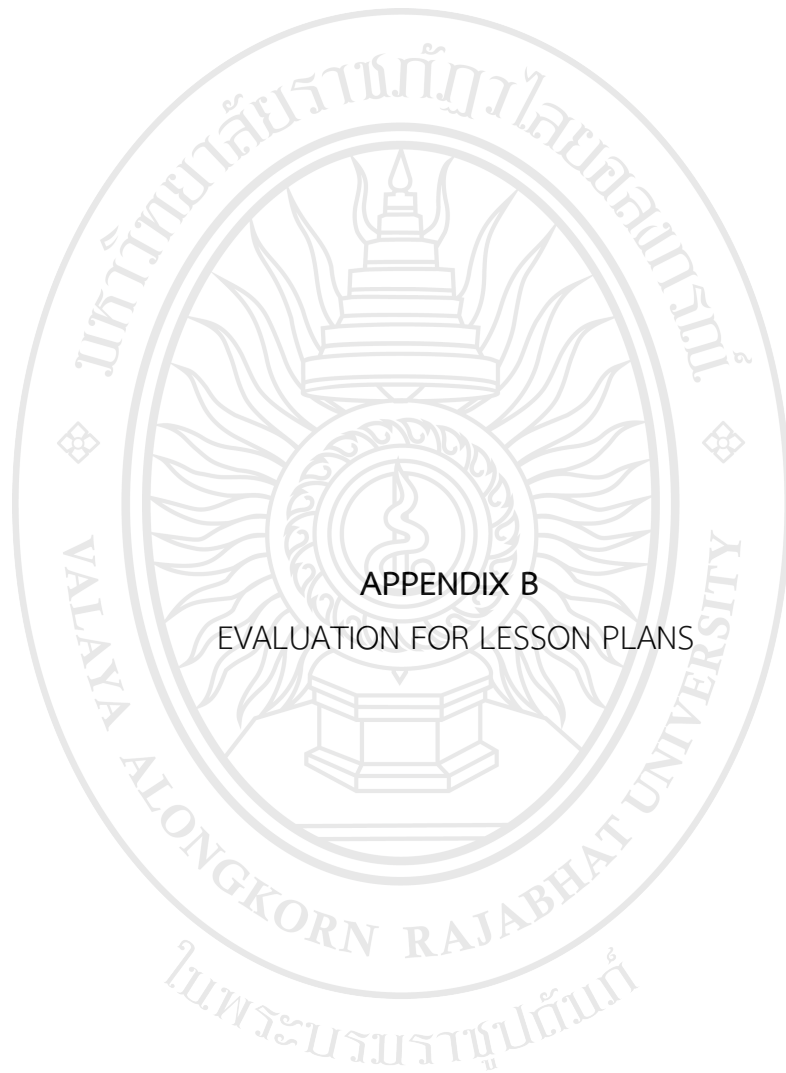 มหาวิทยาลัยราชภัฏวไลยอลงกรณ์
APPENDIX B
EVALUATION FOR LESSON PLANS
VALAYA ALONGKORN RAJABHAT UNIVERSITY
ในพระบรมราชูปถัมภ์